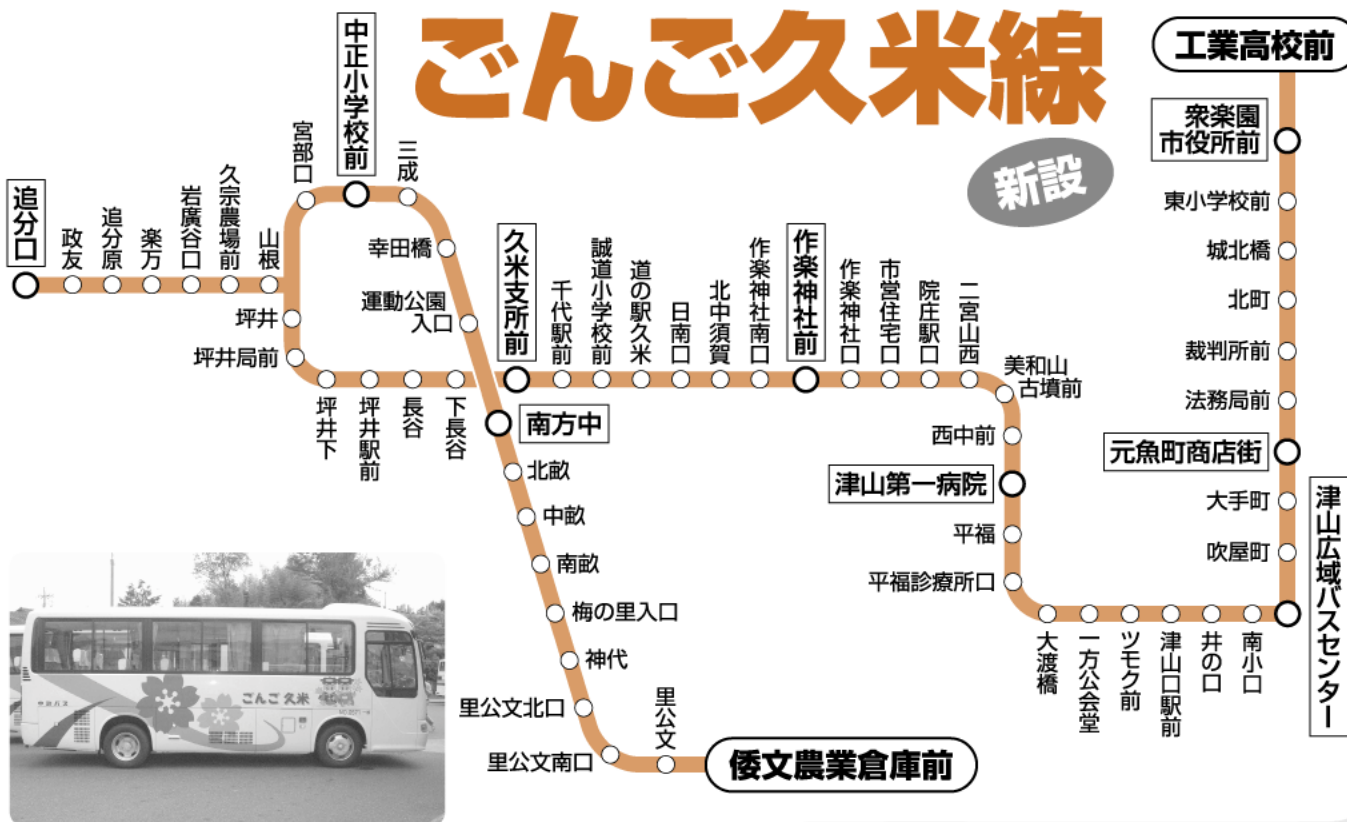 ごんご久米線
新設
工業高校前
衆楽園
市役所前
東小学校前
城北橋
北町
裁判所前
法務局前
元魚町商店街
大手町
吹屋町
津山広域バスセンター
南小口
井の口
津山口駅前
ツモク前
一方公会堂
大渡橋
平福診療所口
平福
津山第一病院
西中前
美和山
古墳前
二宮山西
院庄駅口
市営住宅口
作楽神社口
作楽神社前
作楽神社南口
北中須賀
日南口
道の駅久米
誠道小学校前
千代駅前
久米支所前
下長谷
長谷
坪井駅前
坪井下
坪井局前
坪井
山根
久宗農場前
岩廣谷口
楽万
追分原
政友
追分口
宮部口
中正小学校前
三成
幸田橋
運動公園
入口
南方中
北畝
中畝
南畝
梅の里入口
神代
里公文北口
里公文南口
里公文
倭文農業倉庫前
ごんご久米
中鉄バス